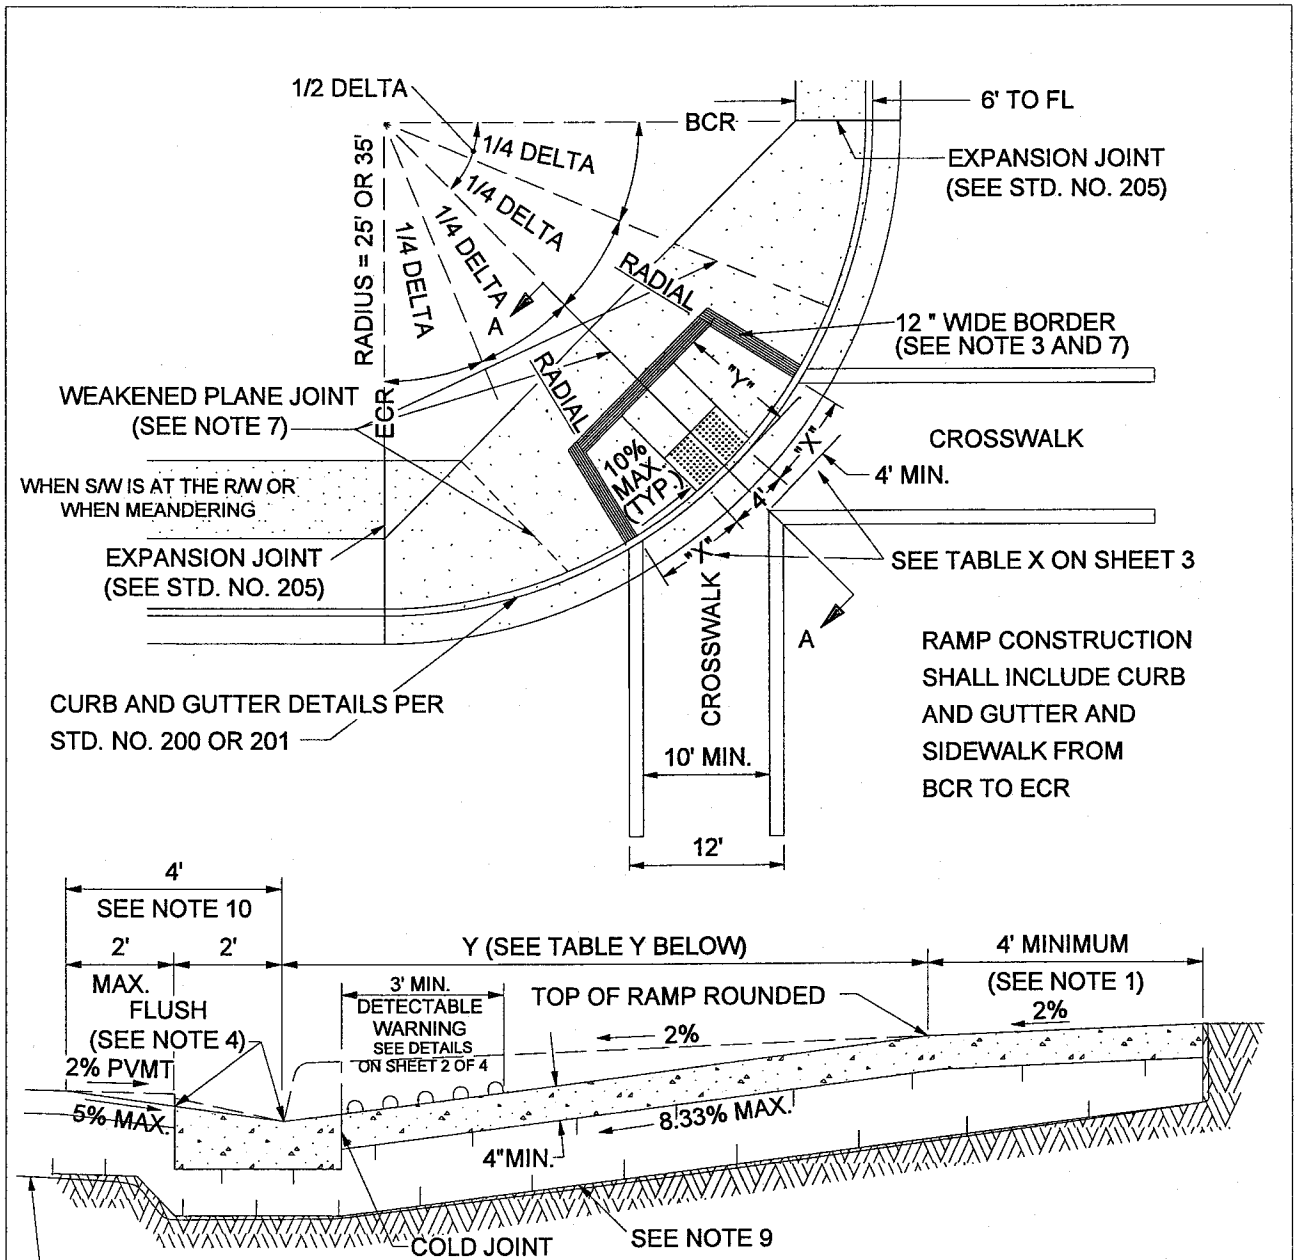 1/2 DELTA
BCR
6' TO FL
EXPANSION JOINT
(SEE STD. NO. 205)
RADIUS = 25' OR 35'
1/4 DELTA
1/4 DELTA
1/4 DELTA
1/4 DELTA
A
RADIAL
RADIAL
12 " WIDE BORDER
(SEE NOTE 3 AND 7)
"Y"
WEAKENED PLANE JOINT
(SEE NOTE 7)
ECR
10%
MAX.
(TYP.)
"X"
4'
"X"
CROSSWALK
4' MIN.
WHEN S/W IS AT THE R/W OR
WHEN MEANDERING
EXPANSION JOINT
(SEE STD. NO. 205)
SEE TABLE X ON SHEET 3
CROSSWALK
A
CURB AND GUTTER DETAILS PER
STD. NO. 200 OR 201
RAMP CONSTRUCTION
SHALL INCLUDE CURB
AND GUTTER AND
SIDEWALK FROM
BCR TO ECR
10' MIN.
12'
4'
SEE NOTE 10
2'
MAX.
2'
FLUSH
(SEE NOTE 4)
Y (SEE TABLE Y BELOW)
4' MINIMUM
(SEE NOTE 1)
3' MIN.
DETECTABLE
WARNING
SEE DETAILS
ON SHEET 2 OF 4
TOP OF RAMP ROUNDED
2%
2%
2% PVMT
5% MAX.
8.33% MAX.
4"MIN.
COLD JOINT
SEE NOTE 9